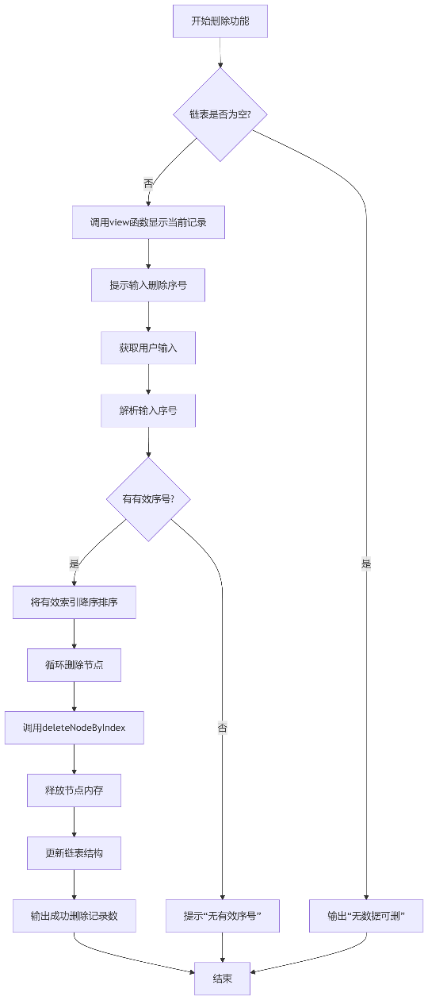 开始删除功能
链表是否为空?
否
调用view函数显示当前记录
提示输入删除序号
获取用户输入
解析输入序号
有有效序号?
是
是
将有效索引降序排序
循环删除节点
调用deleteNodeByIndex
否
释放节点内存
更新链表结构
输出成功删除记录数
提示“无有效序号”
输出“无数据可删”
结束